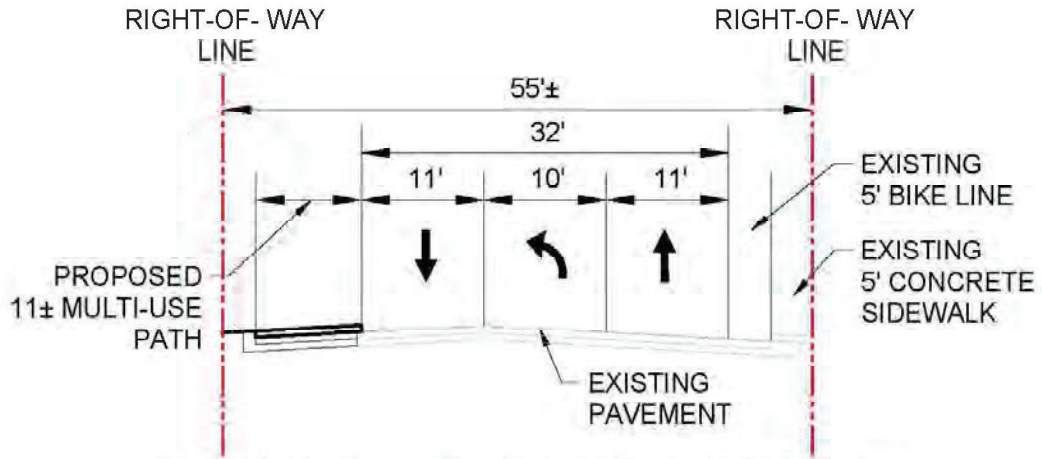 RIGHT-OF- WAY
LINE
RIGHT-OF- WAY
LINE
55'±
32'
11'
10'
11'
EXISTING
5' BIKE LINE
EXISTING
5' CONCRETE
SIDEWALK
PROPOSED
11± MULTI-USE
PATH
EXISTING
PAVEMENT